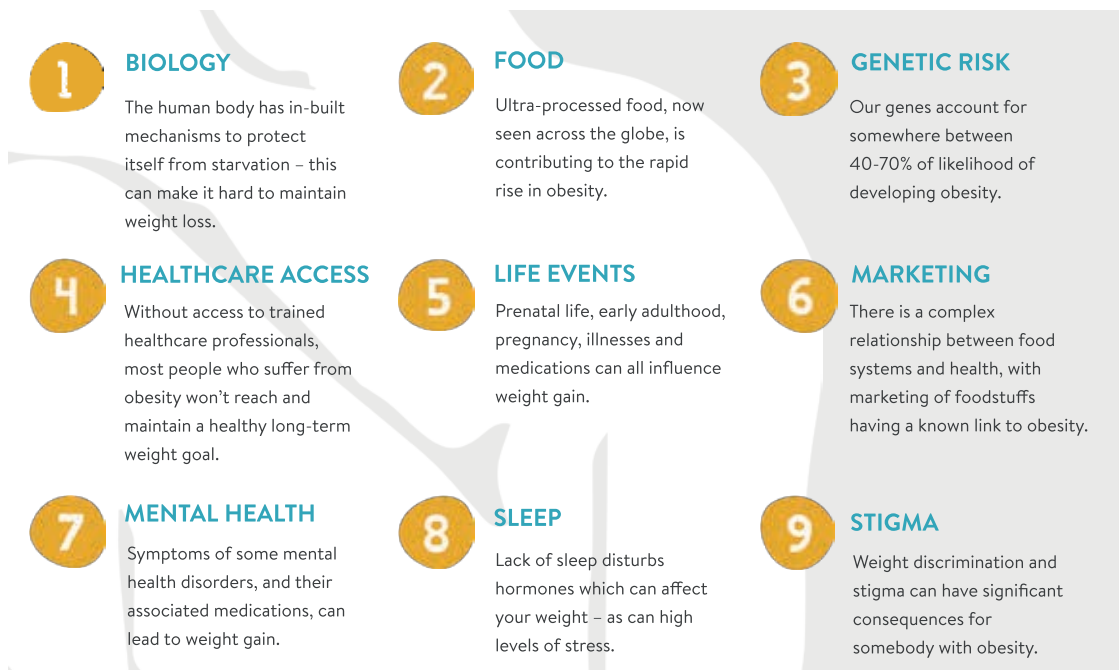 1
BIOLOGY
The human body has in-built
mechanisms to protect
itself from starvation – this
can make it hard to maintain
weight loss.
2
FOOD
Ultra-processed food, now
seen across the globe, is
contributing to the rapid
rise in obesity.
3
GENETIC RISK
Our genes account for
somewhere between
40-70% of likelihood of
developing obesity.
4
HEALTHCARE ACCESS
Without access to trained
healthcare professionals,
most people who suffer from
obesity won’t reach and
maintain a healthy long-term
weight goal.
5
LIFE EVENTS
Prenatal life, early adulthood,
pregnancy, illnesses and
medications can all influence
weight gain.
6
MARKETING
There is a complex
relationship between food
systems and health, with
marketing of foodstuffs
having a known link to obesity.
7
MENTAL HEALTH
Symptoms of some mental
health disorders, and their
associated medications, can
lead to weight gain.
8
SLEEP
Lack of sleep disturbs
hormones which can affect
your weight – as can high
levels of stress.
9
STIGMA
Weight discrimination and
stigma can have significant
consequences for
somebody with obesity.